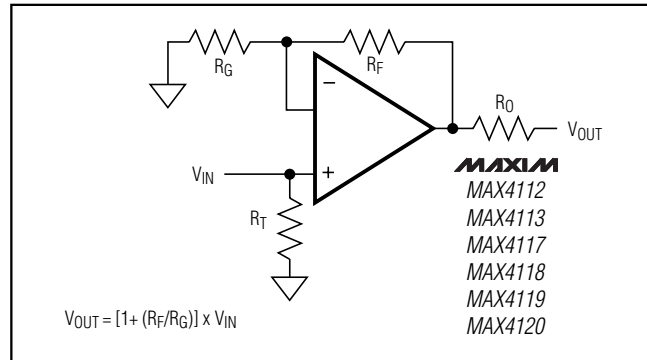 RG
RF
RO
VOUT
−
VIN
+
RT
MAXIM
MAX4112
MAX4113
MAX4117
MAX4118
MAX4119
MAX4120
VOUT = [1+ (RF/RG)] x VIN